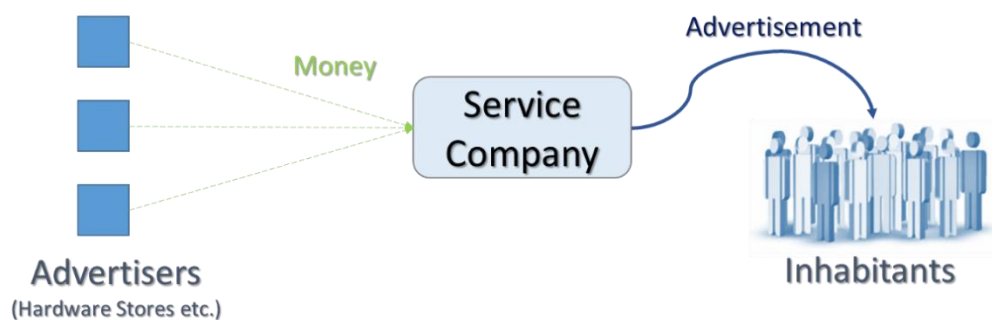 Advertisement
Money
Service
Company
Advertisers
(Hardware Stores etc.)
Inhabitants